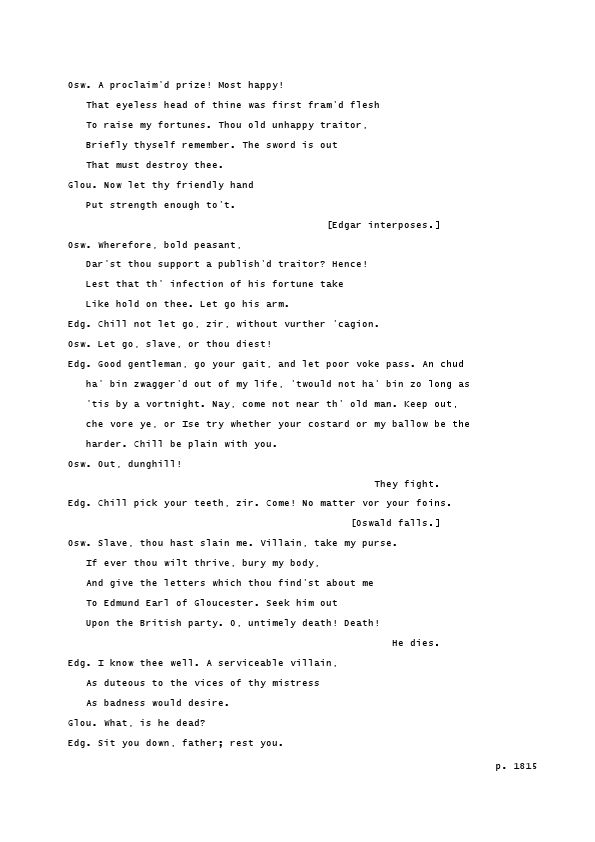 Osw. A proclaim'd prize! Most happy!
That eyeless head of thine was first fram'd flesh
To raise my fortunes. Thou old unhappy traitor,
Briefly thyself remember. The sword is out
That must destroy thee.
Glou. Now let thy friendly hand
Put strength enough to't.
[Edgar interposes.]
Osw. Wherefore, bold peasant,
Dar'st thou support a publish'd traitor? Hence!
Lest that th' infection of his fortune take
Like hold on thee. Let go his arm.
Edg. Chill not let go, zir, without vurther 'cagion.
Osw. Let go, slave, or thou diest!
Edg. Good gentleman, go your gait, and let poor voke pass. An chud
ha' bin zwagger'd out of my life, 'twould not ha' bin zo long as
'tis by a vortnight. Nay, come not near th' old man. Keep out,
che vore ye, or Ise try whether your costard or my ballow be the
harder. Chill be plain with you.
Osw. Out, dunghill!
They fight.
Edg. Chill pick your teeth, zir. Come! No matter vor your foins.
[Oswald falls.]
Osw. Slave, thou hast slain me. Villain, take my purse.
If ever thou wilt thrive, bury my body,
And give the letters which thou find'st about me
To Edmund Earl of Gloucester. Seek him out
Upon the British party. O, untimely death! Death!
He dies.
Edg. I know thee well. A serviceable villain,
As duteous to the vices of thy mistress
As badness would desire.
Glou. What, is he dead?
Edg. Sit you down, father; rest you.
p. 1815